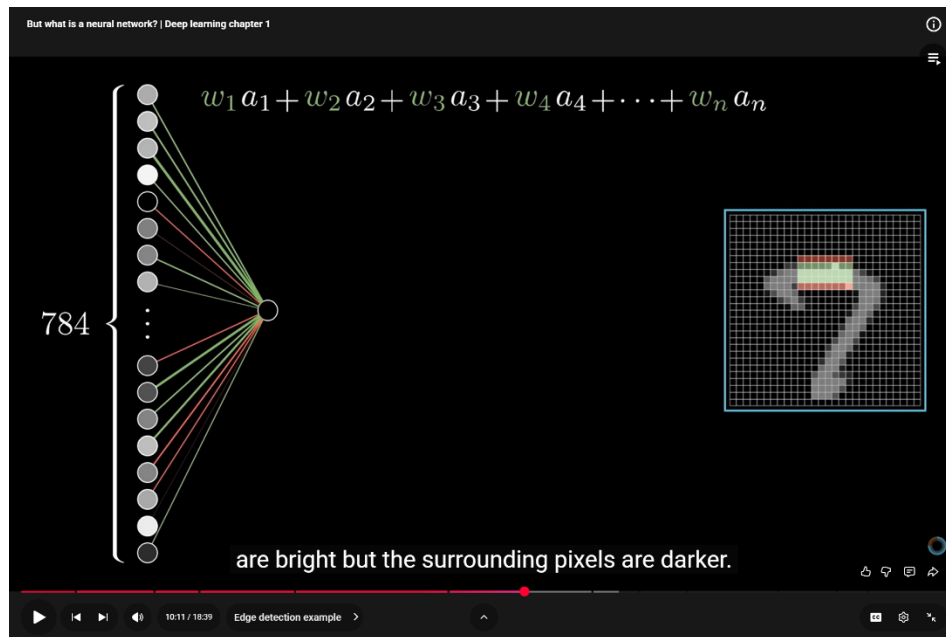 But what is a neural network? | Deep learning chapter 1
w₁a₁ + w₂a₂ + w₃a₃ + w₄a₄ + ⋯ + wₙaₙ
784
are bright but the surrounding pixels are darker.
10:11 / 18:39 Edge detection example
CC